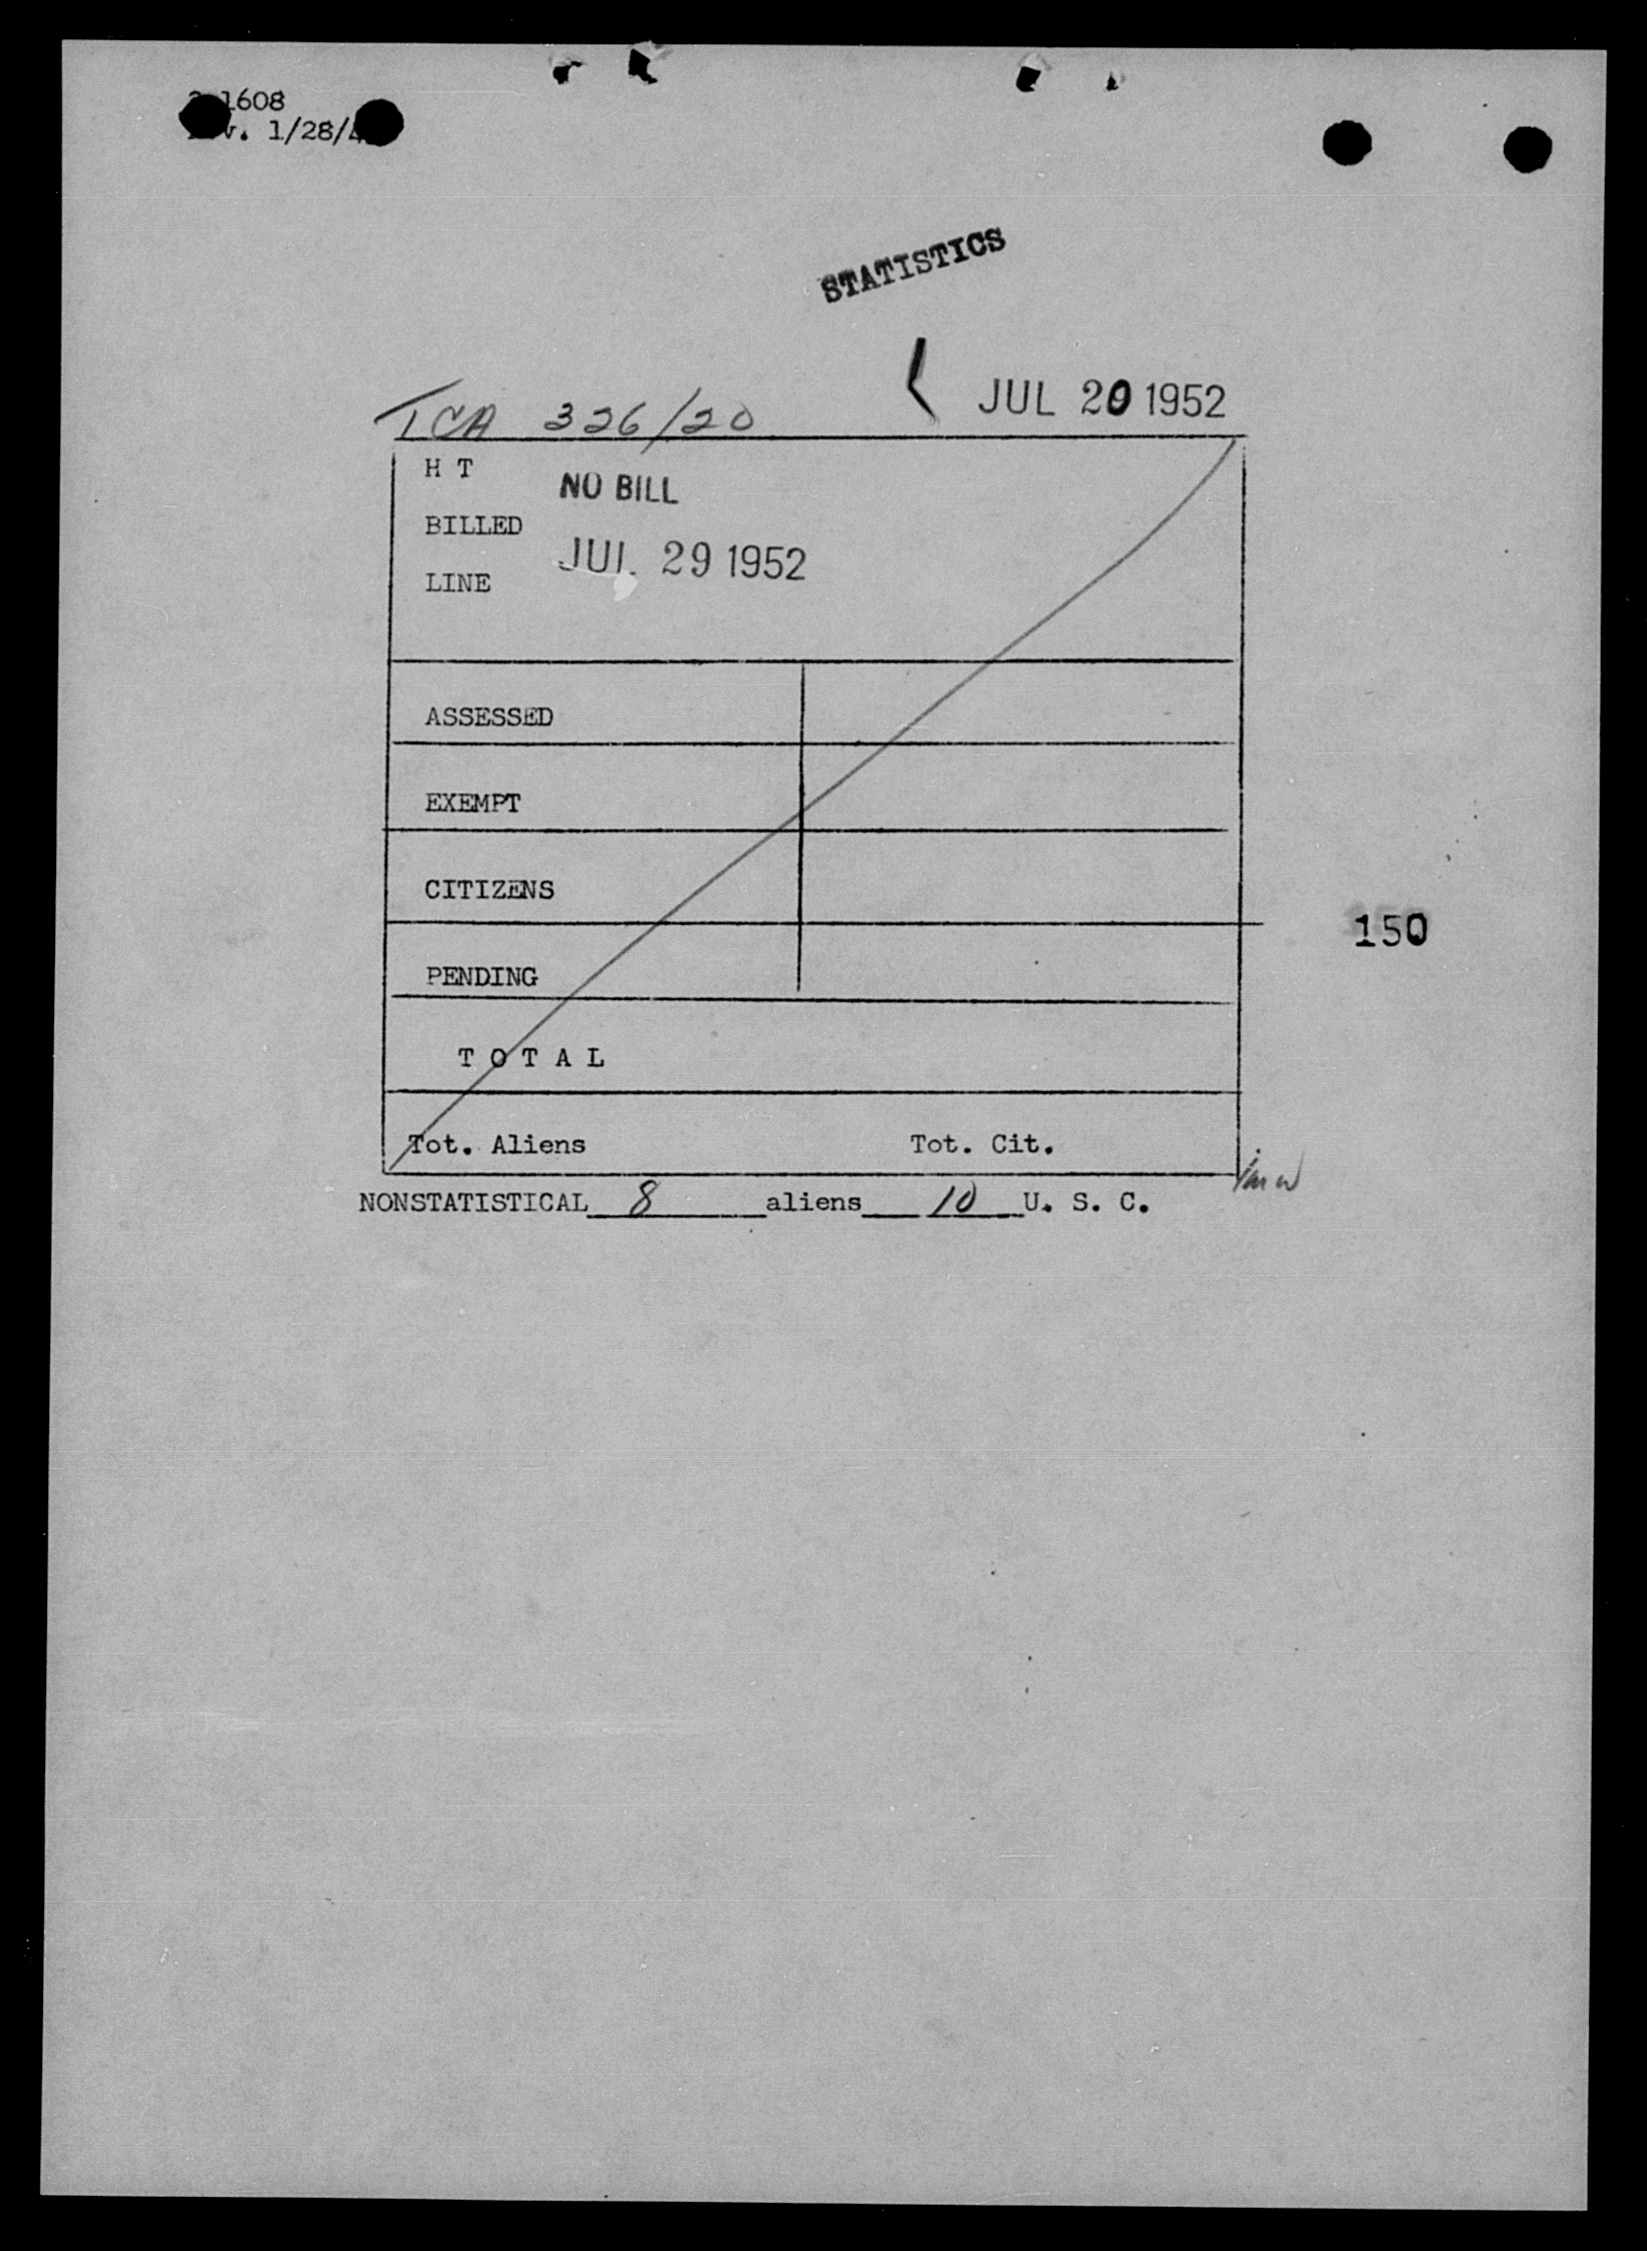 1608
1/28/
STATISTICS
TCA 326/20 JUL 20 1952
H T
NO BILL
BILLED
JUL 29 1952
LINE
ASSESSED
EXEMPT
CITIZENS
150
PENDING
T O T A L
Tot. Aliens Tot. Cit.
NONSTATISTICAL 8 aliens 10 U. S. C.